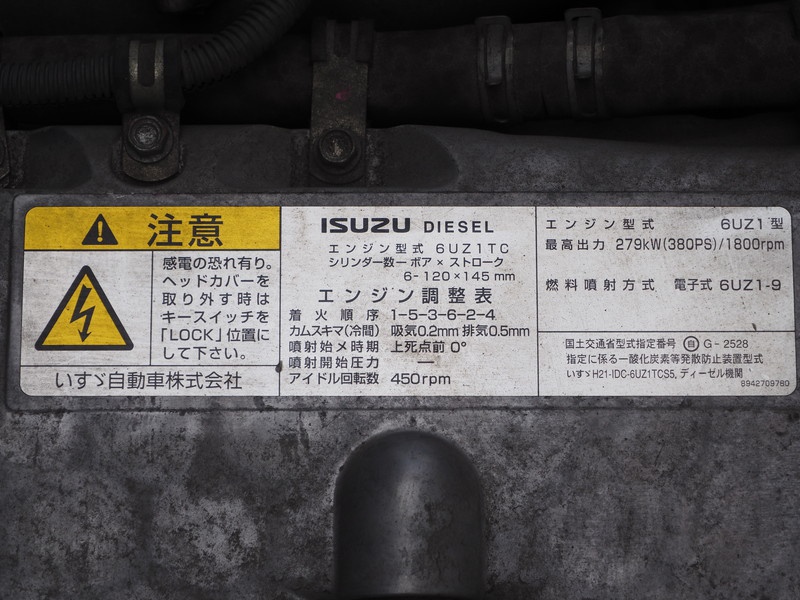 注意
感電の恐れ有り。
ヘッドカバーを
取り外す時は
キースイッチを
「LOCK」位置に
して下さい。
いすゞ自動車株式会社
ISUZU DIESEL
エンジン型式 6UZ1TC
シリンダー数ーボア×ストローク
6-120×145mm
エンジン調整表
着火順序 1-5-3-6-2-4
カムスキマ(冷間) 吸気0.2mm 排気0.5mm
噴射始メ時期 上死点前 0°
噴射開始圧力 ―
アイドル回転数 450rpm
エンジン型式 6UZ1型
最高出力 279kW(380PS)/1800rpm
燃料噴射方式 電子式 6UZ1-9
国土交通省型式指定番号 自 G-2528
指定に係る一酸化炭素等発散防止装置型式
いすゞH21-IDC-6UZ1TCS5, ディーゼル機関
8942709780